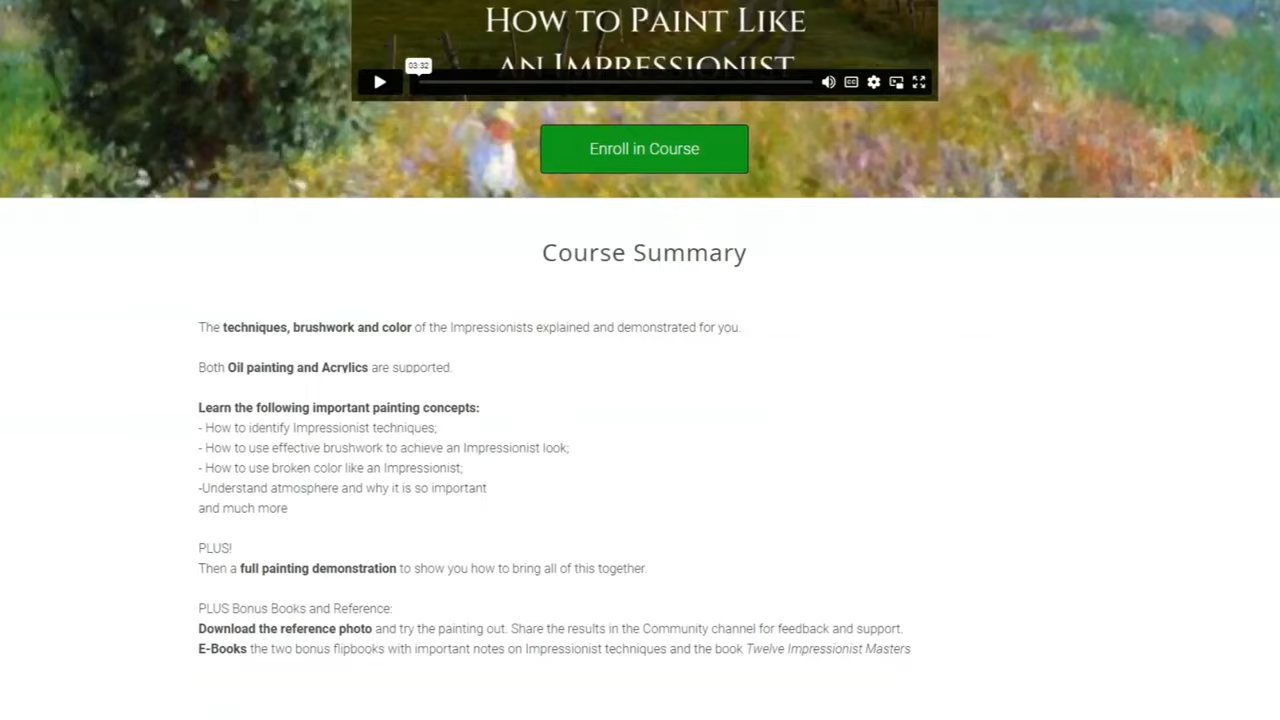 HOW TO PAINT LIKE
AN IMPRESSIONIST
03:32
CC
Enroll in Course
Course Summary
The techniques, brushwork and color of the Impressionists explained and demonstrated for you.
Both Oil painting and Acrylics are supported.
Learn the following important painting concepts:
- How to identify Impressionist techniques;
- How to use effective brushwork to achieve an Impressionist look;
- How to use broken color like an Impressionist;
-Understand atmosphere and why it is so important
and much more
PLUS!
Then a full painting demonstration to show you how to bring all of this together.
PLUS Bonus Books and Reference:
Download the reference photo and try the painting out. Share the results in the Community channel for feedback and support.
E-Books the two bonus flipbooks with important notes on Impressionist techniques and the book Twelve Impressionist Masters